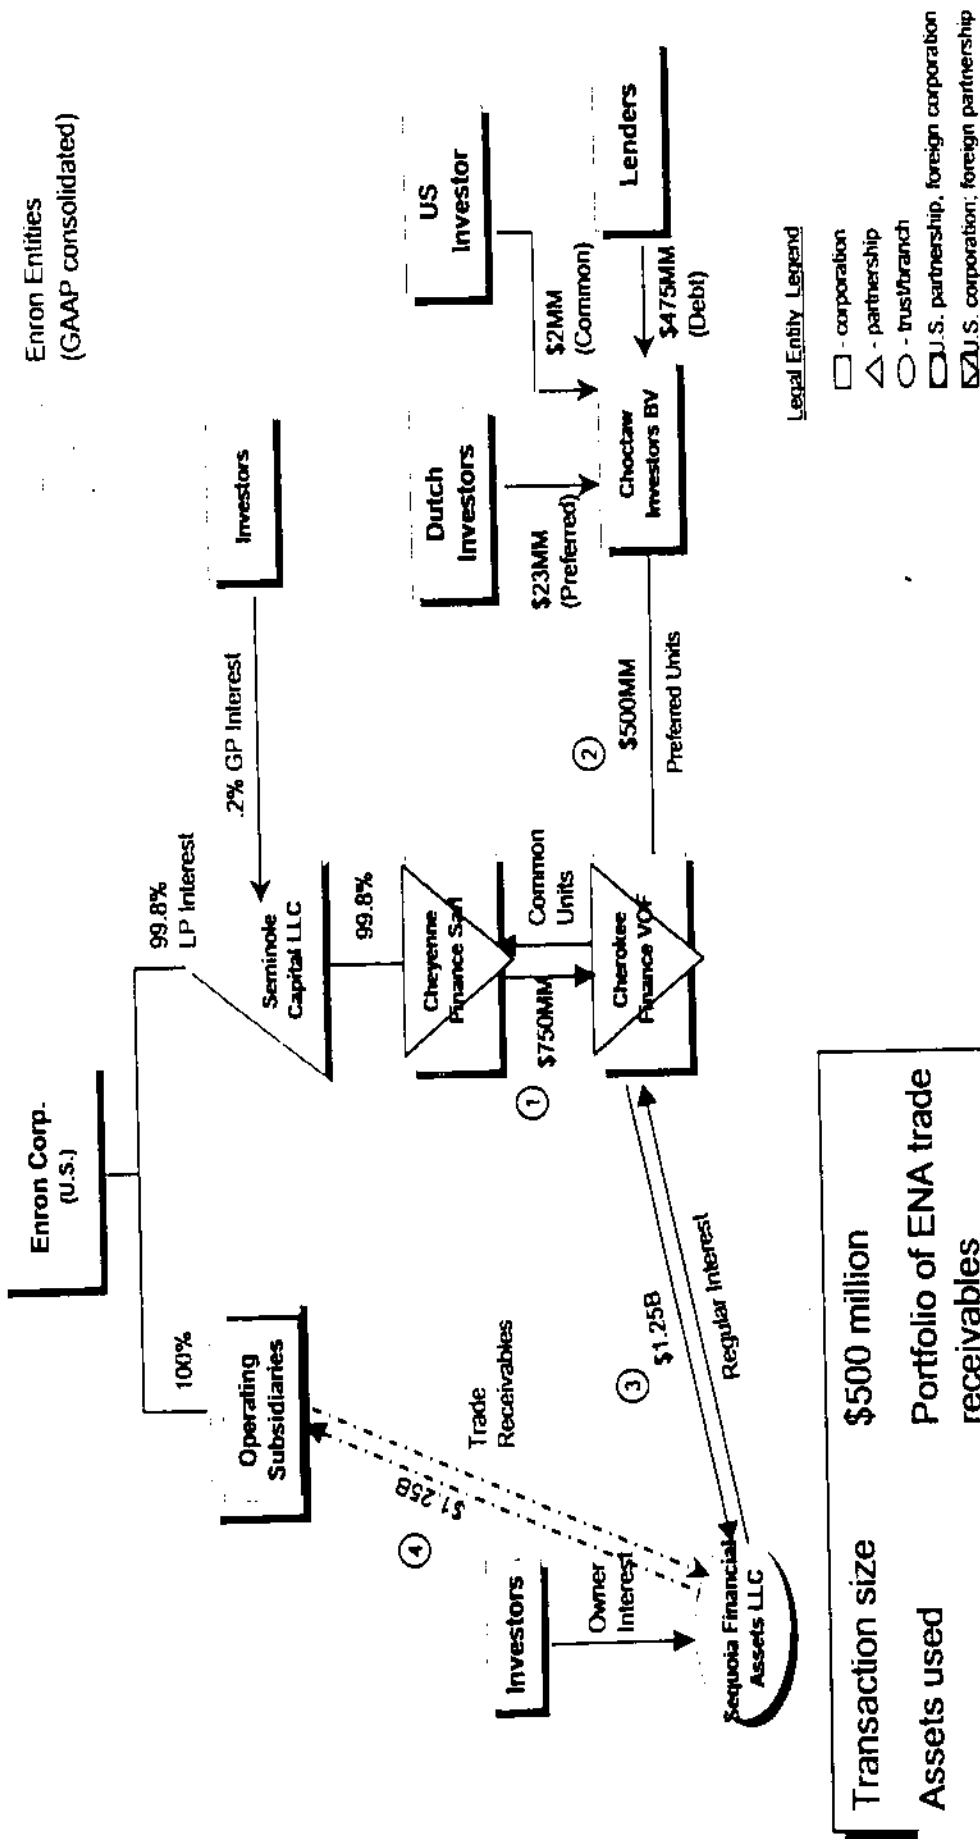 Enron Entities
(GAAP consolidated)
Enron Corp.
(U.S.)
100%
99.8%
LP Interest
.2% GP Interest
Operating
Subsidiaries
Seminole
Capital LLC
Investors
99.8%
Cheyenne
Finance Sarl
US
Investor
Dutch
Investors
Lenders
Trade
Receivables
$1.25B
4
1
$750MM
Common
Units
2
$500MM
Preferred Units
$23MM
(Preferred)
$2MM
(Common)
$475MM
(Debt)
Investors
Owner
Interest
3
$1.25B
Regular Interest
Cherokee
Finance VOF
Choctaw
Investors BV
Sequoia Financial
Assets LLC
Legal Entity Legend
- corporation
- partnership
- trust/branch
U.S. partnership, foreign corporation
U.S. corporation; foreign partnership
Transaction size $500 million
Assets used Portfolio of ENA trade
receivables